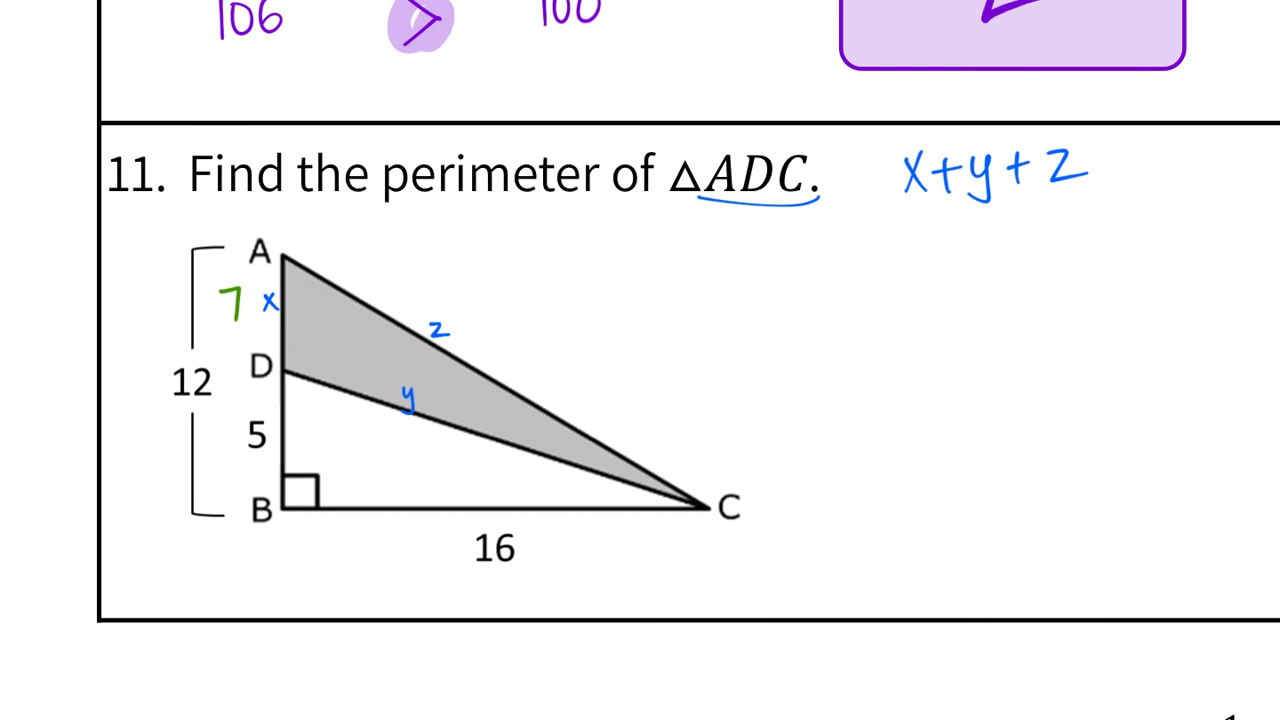 106 > 100
11. Find the perimeter of △ADC. x+y+z
A
7 x
z
D
12
y
5
B
C
16